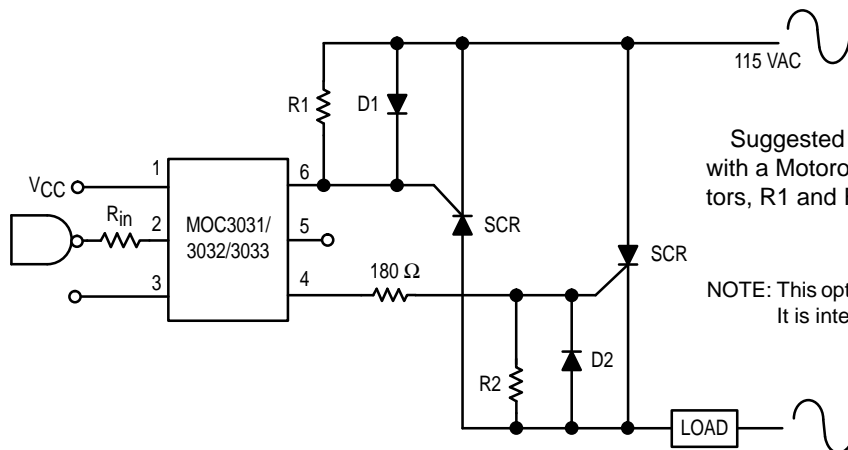 115 VAC
R1
D1
Suggested
with a Motoro
tors, R1 and
VCC
1
6
Rin
2
MOC3031/
3032/3033
5
SCR
SCR
3
4
180 Ω
NOTE: This opt
It is inte
R2
D2
LOAD